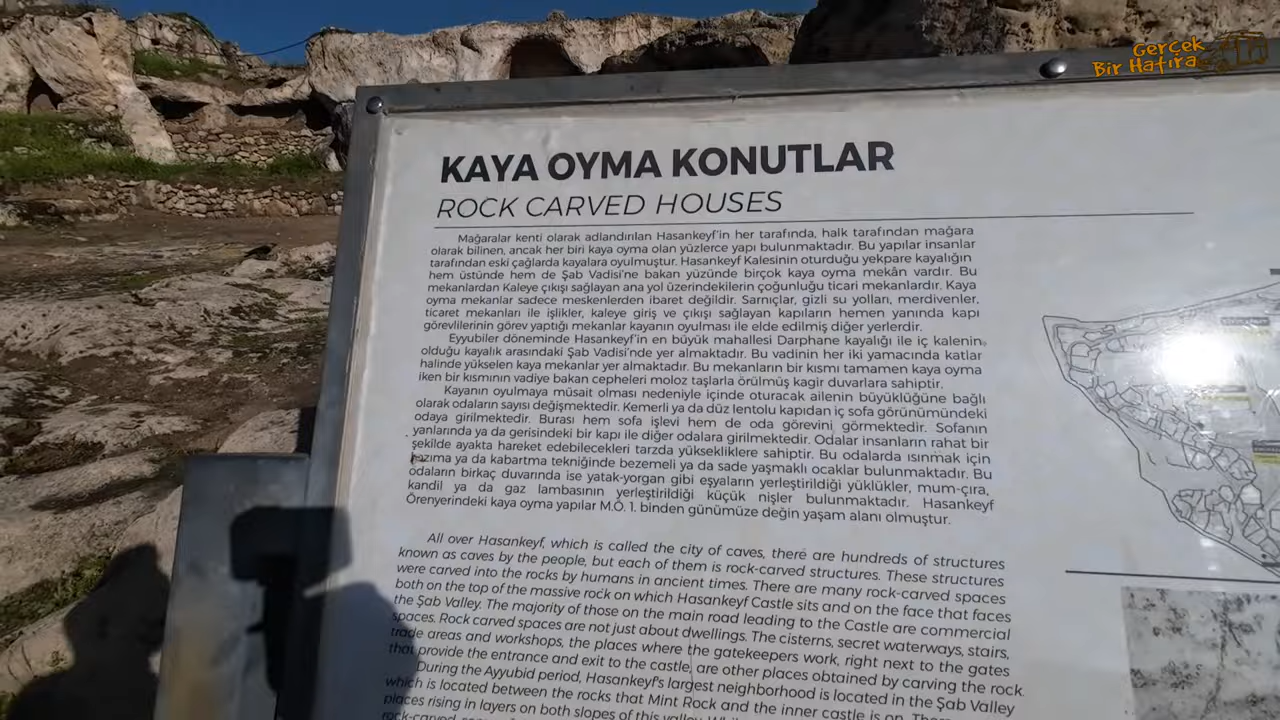 Gerçek
Bir Hatıra
KAYA OYMA KONUTLAR
ROCK CARVED HOUSES
Mağaralar kenti olarak adlandırılan Hasankeyf'in her tarafında, halk tarafından mağara
olarak bilinen, ancak her biri kaya oyma olan yüzlerce yapı bulunmaktadır. Bu yapılar insanlar
tarafından eski çağlarda kayalara oyulmuştur. Hasankeyf Kalesinin oturduğu yekpare kayalığın
hem üstünde hem de Şab Vadisi'ne bakan yüzünde birçok kaya oyma mekân vardır. Bu
mekanlardan Kaleye çıkışı sağlayan ana yol üzerindekilerin çoğunluğu ticari mekanlardır. Kaya
oyma mekanlar sadece meskenlerden ibaret değildir. Sarnıçlar, gizli su yolları, merdivenler,
ticaret mekanları ile işlikler, kaleye giriş ve çıkışı sağlayan kapıların hemen yanında kapı
görevlilerinin görev yaptığı mekanlar kayanın oyulması ile elde edilmiş diğer yerlerdir.
Eyyubiler döneminde Hasankeyf'in en büyük mahallesi Darphane kayalığı ile iç kalenin
olduğu kayalık arasındaki Şab Vadisi'nde yer almaktadır. Bu vadinin her iki yamacında katlar
halinde yükselen kaya mekanlar yer almaktadır. Bu mekanların bir kısmı tamamen kaya oyma
iken bir kısmının vadiye bakan cepheleri moloz taşlarla örülmüş kagir duvarlara sahiptir.
Kayanın oyulmaya müsait olması nedeniyle içinde oturacak ailenin büyüklüğüne bağlı
olarak odaların sayısı değişmektedir. Kemerli ya da düz lentolu kapıdan iç sofa görünümündeki
odaya girilmektedir. Burası hem sofa işlevi hem de oda görevini görmektedir. Sofanın
yanlarında ya da gerisindeki bir kapı ile diğer odalara girilmektedir. Odalar insanların rahat bir
şekilde ayakta hareket edebilecekleri tarzda yüksekliklere sahiptir. Bu odalarda ısınmak için
kazıma ya da kabartma tekniğinde bezemeli ya da sade yaşmaklı ocaklar bulunmaktadır. Bu
odaların birkaç duvarında ise yatak-yorgan gibi eşyaların yerleştirildiği yüklükler, mum-çıra,
kandil ya da gaz lambasının yerleştirildiği küçük nişler bulunmaktadır. Hasankeyf
Örenyerindeki kaya oyma yapılar M.Ö. 1. binden günümüze değin yaşam alanı olmuştur.
All over Hasankeyf, which is called the city of caves, there are hundreds of structures
known as caves by the people, but each of them is rock-carved structures. These structures
were carved into the rocks by humans in ancient times. There are many rock-carved spaces
both on the top of the massive rock on which Hasankeyf Castle sits and on the face that faces
the Şab Valley. The majority of those on the main road leading to the Castle are commercial
spaces. Rock carved spaces are not just about dwellings. The cisterns, secret waterways, stairs,
trade areas and workshops, the places where the gatekeepers work, right next to the gates
that provide the entrance and exit to the castle, are other places obtained by carving the rock.
During the Ayyubid period, Hasankeyf's largest neighborhood is located in the Şab Valley
which is located between the rocks that Mint Rock and the inner castle is on. There
places rising in layers on both slopes of this valley.
rock-carved